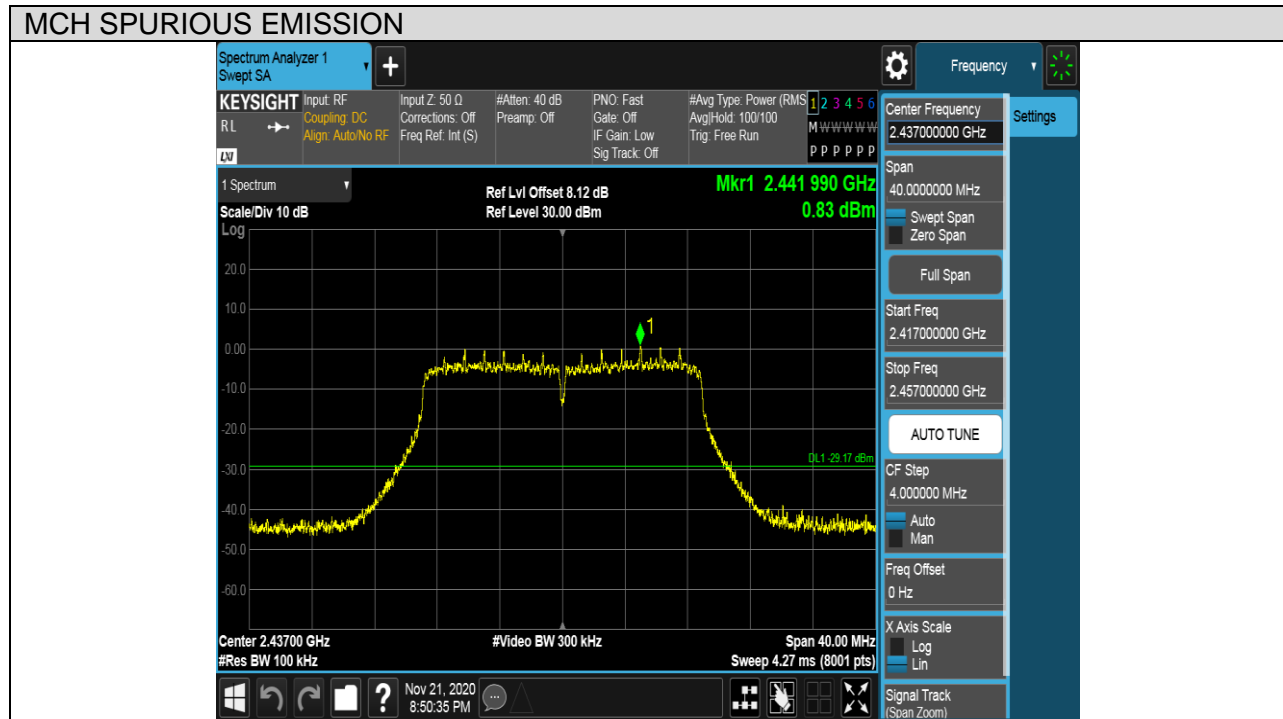 MCH SPURIOUS EMISSION
Spectrum Analyzer 1
Swept SA
+
Frequency
KEYSIGHT
RL
LXI
Input: RF
Coupling: DC
Align: Auto/No RF
Input Z: 50 Ω
Corrections: Off
Freq Ref: Int (S)
#Atten: 40 dB
Preamp: Off
PNO: Fast
Gate: Off
IF Gain: Low
Sig Track: Off
#Avg Type: Power (RMS
Avg|Hold: 100/100
Trig: Free Run
1 2 3 4 5 6
M W W W W W
P P P P P P
1 Spectrum
Scale/Div 10 dB
Ref Lvl Offset 8.12 dB
Ref Level 30.00 dBm
Mkr1 2.441 990 GHz
0.83 dBm
Log
20.0
10.0
0.00
-10.0
-20.0
-30.0
-40.0
-50.0
-60.0
1
DL1 -29.17 dBm
Center 2.43700 GHz
#Res BW 100 kHz
#Video BW 300 kHz
Span 40.00 MHz
Sweep 4.27 ms (8001 pts)
Center Frequency
2.437000000 GHz
Settings
Span
40.0000000 MHz
Swept Span
Zero Span
Full Span
Start Freq
2.417000000 GHz
Stop Freq
2.457000000 GHz
AUTO TUNE
CF Step
4.000000 MHz
Auto
Man
Freq Offset
0 Hz
X Axis Scale
Log
Lin
Signal Track
(Span Zoom)
?
Nov 21, 2020
8:50:35 PM